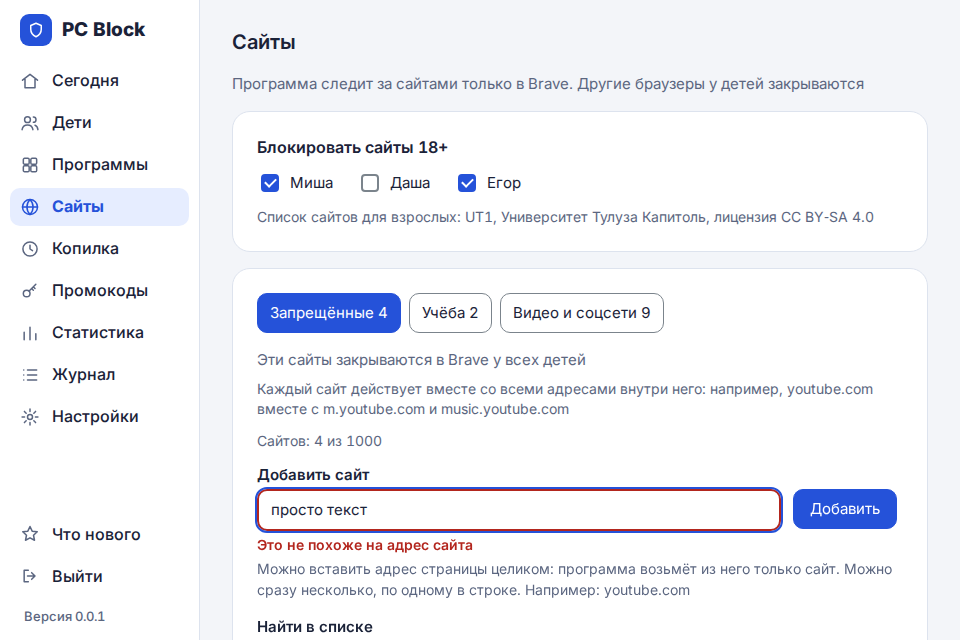 PC Block
Сегодня
Дети
Программы
Сайты
Копилка
Промокоды
Статистика
Журнал
Настройки
Что нового
Выйти
Версия 0.0.1
Сайты
Программа следит за сайтами только в Brave. Другие браузеры у детей закрываются
Блокировать сайты 18+
Миша Даша Егор
Список сайтов для взрослых: UT1, Университет Тулуза Капитоль, лицензия CC BY-SA 4.0
Запрещённые 4 Учёба 2 Видео и соцсети 9
Эти сайты закрываются в Brave у всех детей
Каждый сайт действует вместе со всеми адресами внутри него: например, youtube.com
вместе с m.youtube.com и music.youtube.com
Сайтов: 4 из 1000
Добавить сайт
просто текст Добавить
Это не похоже на адрес сайта
Можно вставить адрес страницы целиком: программа возьмёт из него только сайт. Можно
сразу несколько, по одному в строке. Например: youtube.com
Найти в списке